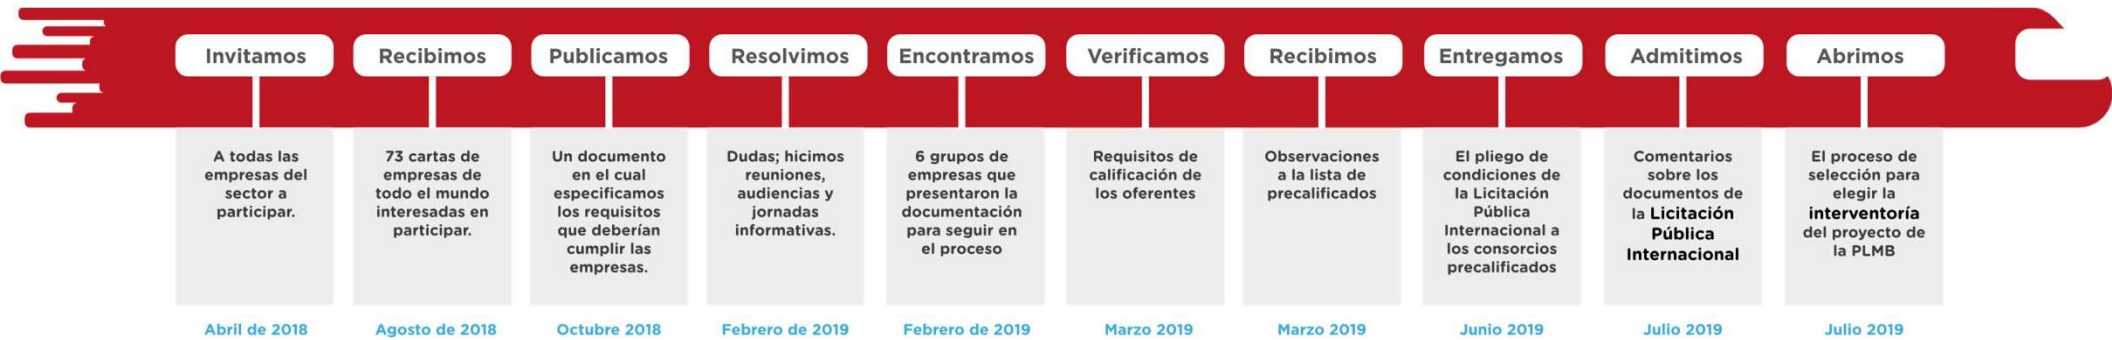 Invitamos
A todas las
empresas del
sector a
participar.
Abril de 2018
Recibimos
73 cartas de
empresas de
todo el mundo
interesadas en
participar.
Agosto de 2018
Publicamos
Un documento
en el cual
especificamos
los requisitos
que deberían
cumplir las
empresas.
Octubre 2018
Resolvimos
Dudas; hicimos
reuniones,
audiencias y
jornadas
informativas.
Febrero de 2019
Encontramos
6 grupos de
empresas que
presentaron la
documentación
para seguir en
el proceso
Febrero de 2019
Verificamos
Requisitos de
calificación de
los oferentes
Marzo 2019
Recibimos
Observaciones
a la lista de
precalificados
Marzo 2019
Entregamos
El pliego de
condiciones de
la Licitación
Pública
Internacional a
los consorcios
precalificados
Junio 2019
Admitimos
Comentarios
sobre los
documentos de
la Licitación
Pública
Internacional
Julio 2019
Abrimos
El proceso de
selección para
elegir la
interventoría
del proyecto de
la PLMB
Julio 2019